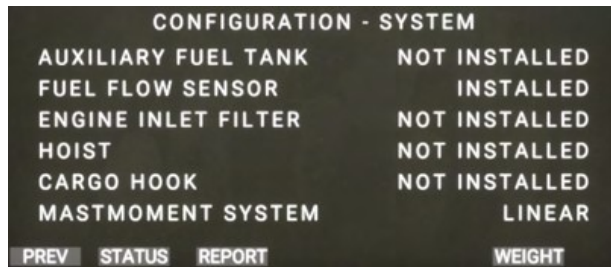 CONFIGURATION - SYSTEM
AUXILIARY FUEL TANK NOT INSTALLED
FUEL FLOW SENSOR INSTALLED
ENGINE INLET FILTER NOT INSTALLED
HOIST NOT INSTALLED
CARGO HOOK NOT INSTALLED
MASTMOMENT SYSTEM LINEAR
PREV STATUS REPORT WEIGHT